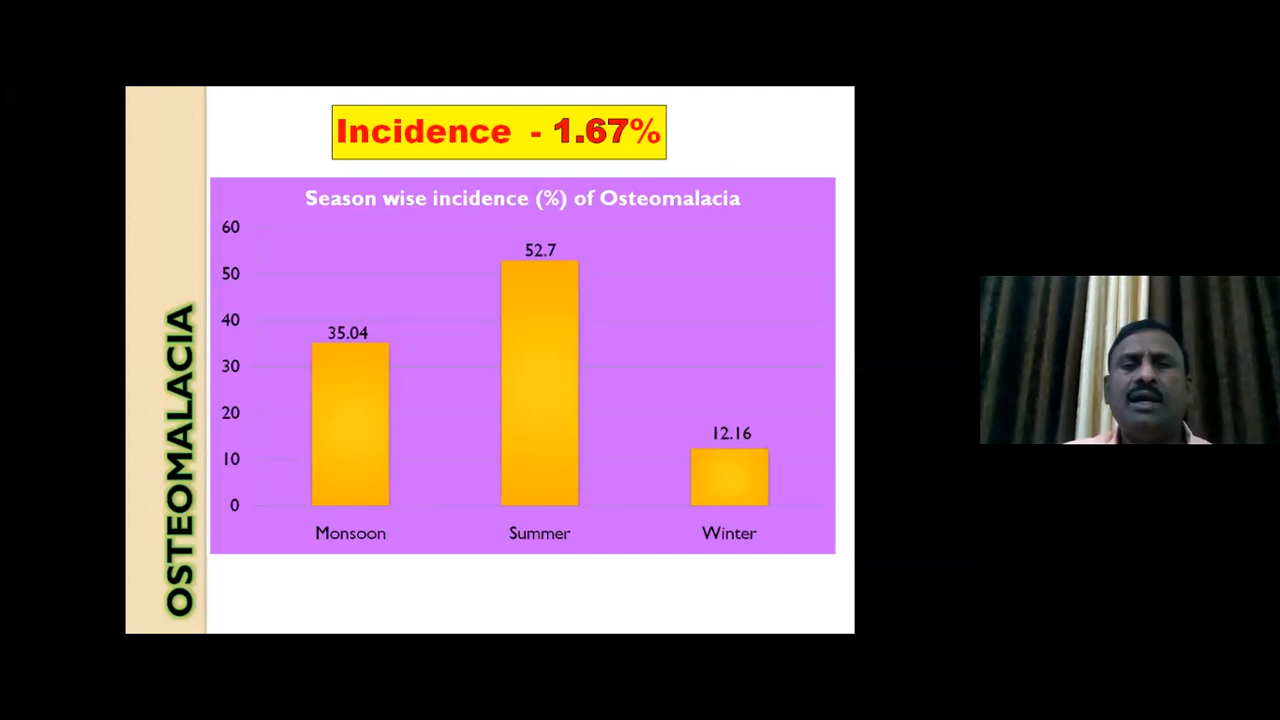 Incidence - 1.67%
Season wise incidence (%) of Osteomalacia
60
50
40
30
20
10
0
35.04
52.7
12.16
Monsoon
Summer
Winter
OSTEOMALACIA